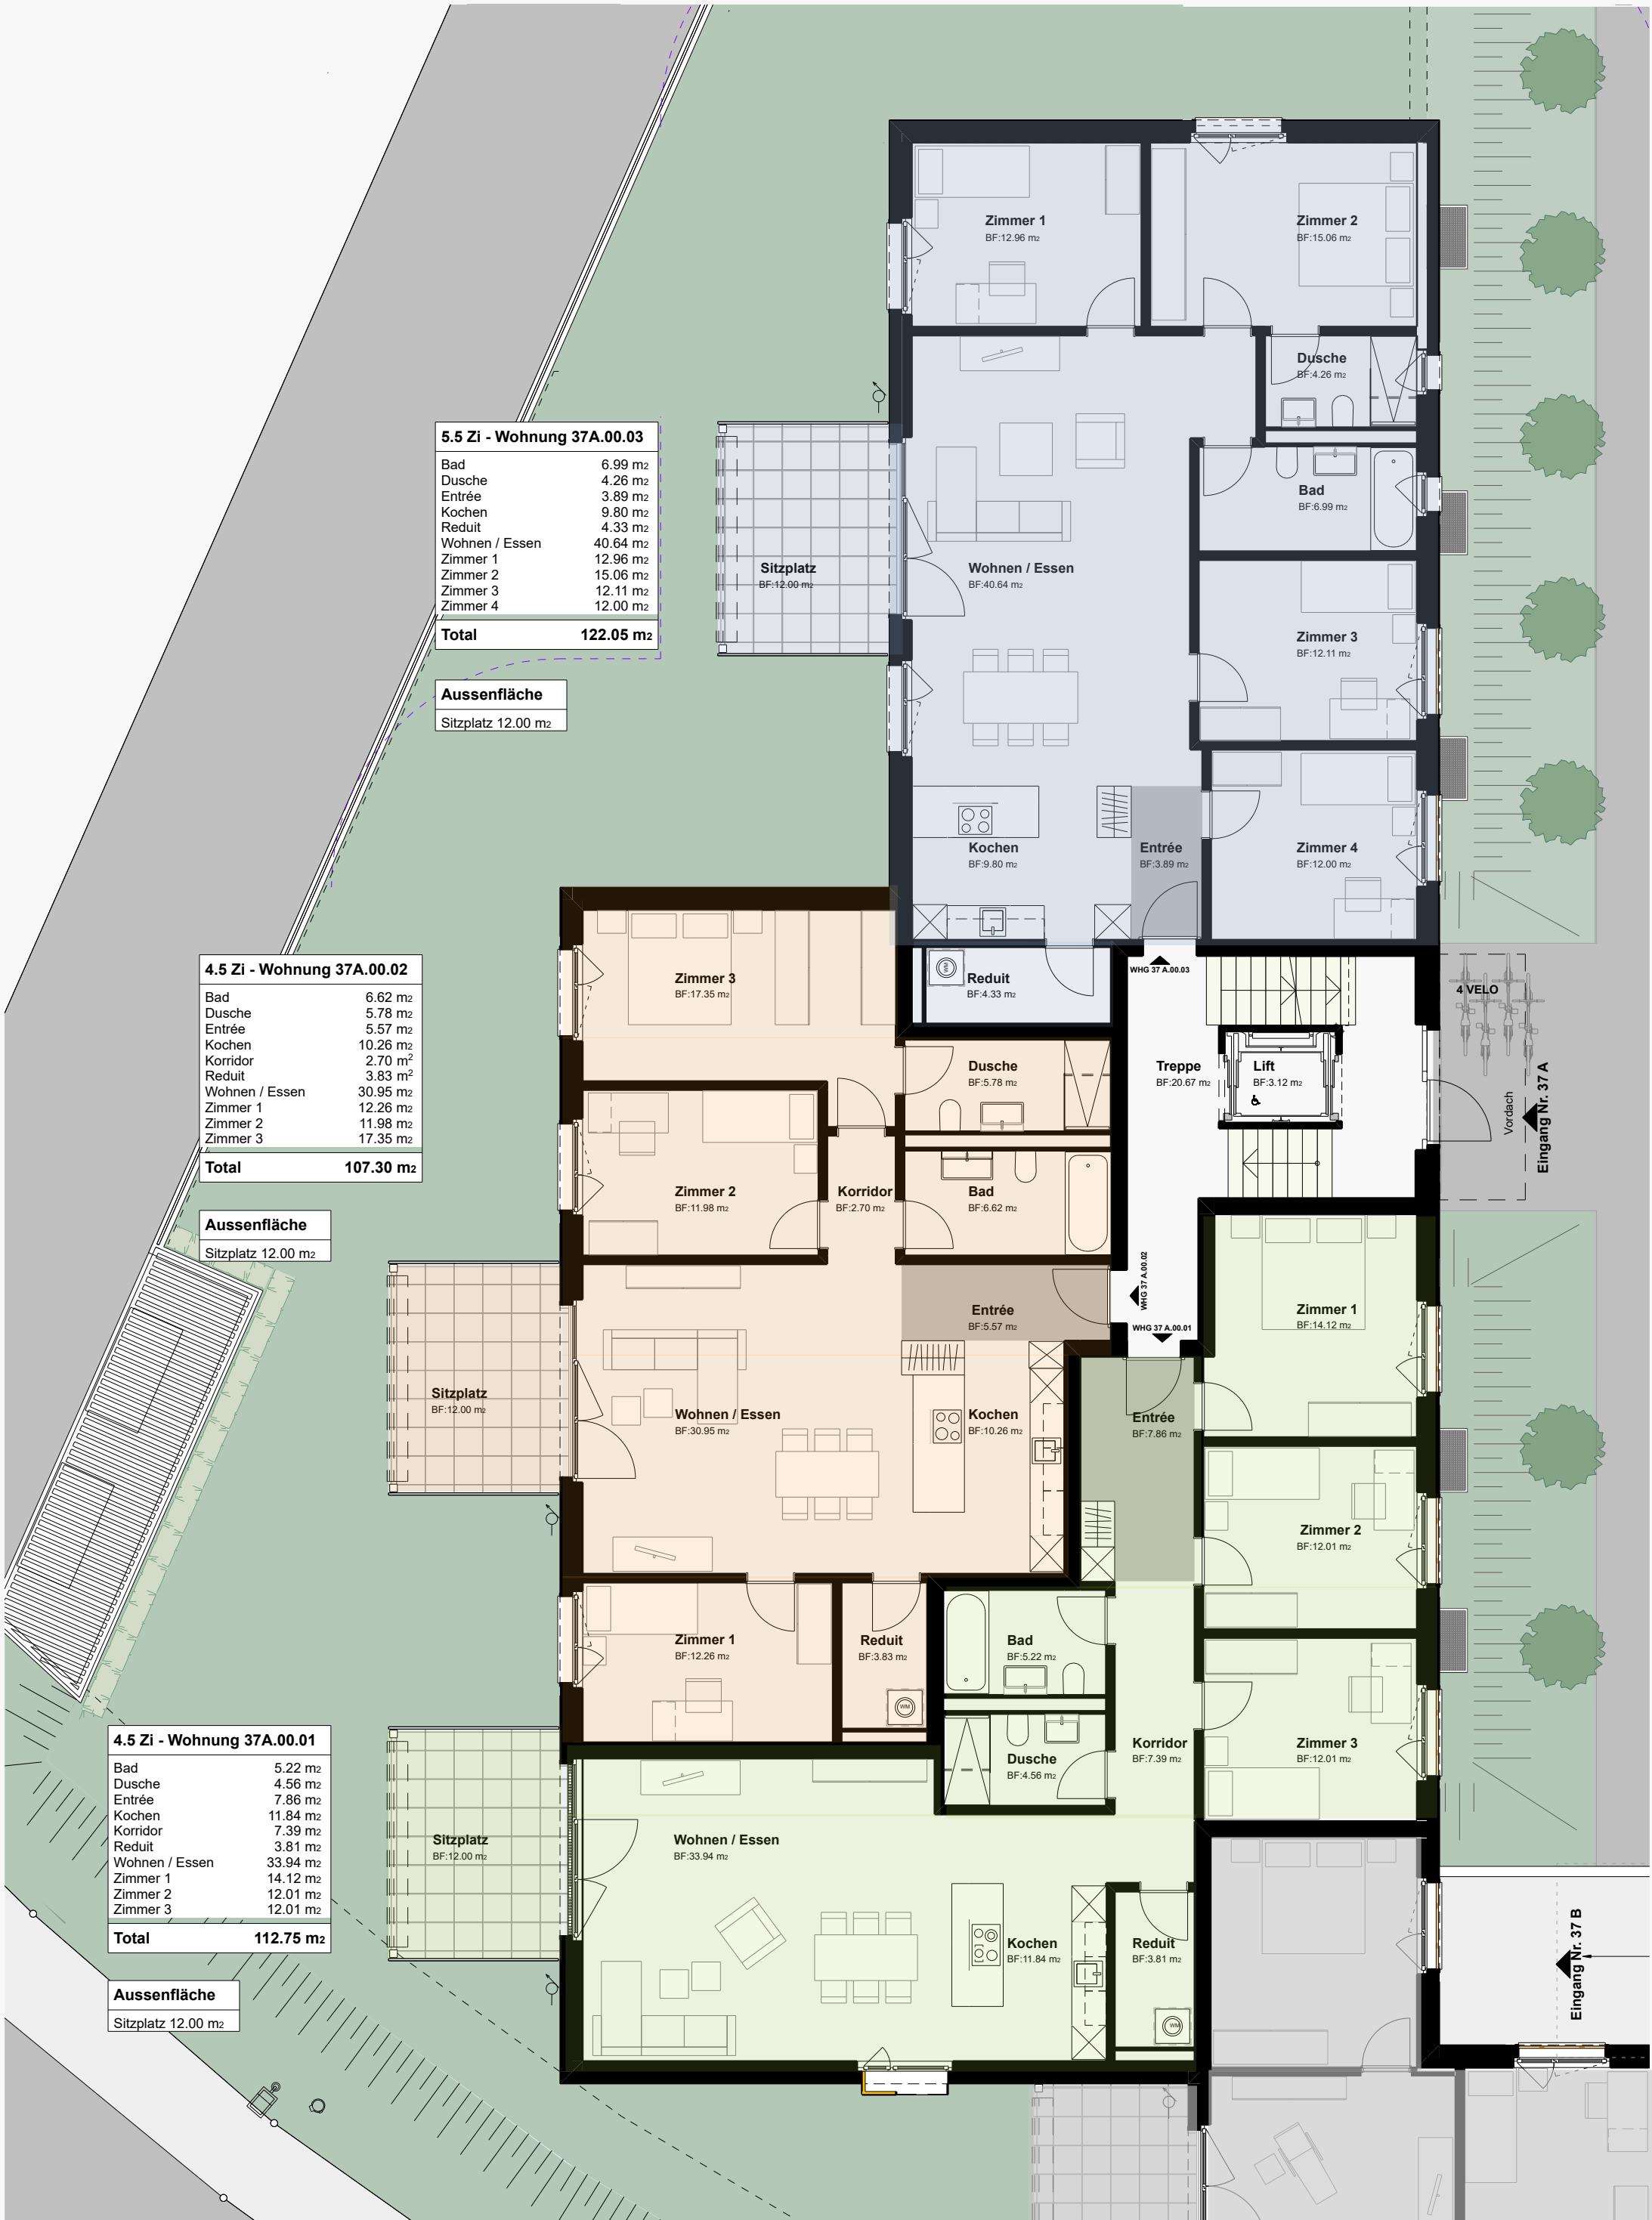 Zimmer 1
BF:12.96 m2
Zimmer 2
BF:15.06 m2
Dusche
BF:4.26 m2
5.5 Zi - Wohnung 37A.00.03
Bad 6.99 m2
Dusche 4.26 m2
Entrée 3.89 m2
Kochen 9.80 m2
Reduit 4.33 m2
Wohnen / Essen 40.64 m2
Zimmer 1 12.96 m2
Zimmer 2 15.06 m2
Zimmer 3 12.11 m2
Zimmer 4 12.00 m2
Total 122.05 m2
Aussenfläche
Sitzplatz 12.00 m2
Bad
BF:6.99 m2
Sitzplatz
BF:12.00 m2
Wohnen / Essen
BF:40.64 m2
Zimmer 3
BF:12.11 m2
Kochen
BF:9.80 m2
Entrée
BF:3.89 m2
Zimmer 4
BF:12.00 m2
4.5 Zi - Wohnung 37A.00.02
Bad 6.62 m2
Dusche 5.78 m2
Entrée 5.57 m2
Kochen 10.26 m2
Korridor 2.70 m²
Reduit 3.83 m²
Wohnen / Essen 30.95 m2
Zimmer 1 12.26 m2
Zimmer 2 11.98 m2
Zimmer 3 17.35 m2
Total 107.30 m2
Aussenfläche
Sitzplatz 12.00 m2
Zimmer 3
BF:17.35 m2
WM
Reduit
BF:4.33 m2
WHG 37 A.00.03
4 VELO
Dusche
BF:5.78 m2
Treppe
BF:20.67 m2
Lift
BF:3.12 m2
Vordach
Eingang Nr. 37 A
Zimmer 2
BF:11.98 m2
Korridor
BF:2.70 m2
Bad
BF:6.62 m2
WHG 37 A.00.02
Entrée
BF:5.57 m2
WHG 37 A.00.01
Zimmer 1
BF:14.12 m2
Sitzplatz
BF:12.00 m2
Wohnen / Essen
BF:30.95 m2
Kochen
BF:10.26 m2
Entrée
BF:7.86 m2
Zimmer 2
BF:12.01 m2
Zimmer 1
BF:12.26 m2
Reduit
BF:3.83 m2
WM
Bad
BF:5.22 m2
Dusche
BF:4.56 m2
Korridor
BF:7.39 m2
Zimmer 3
BF:12.01 m2
4.5 Zi - Wohnung 37A.00.01
Bad 5.22 m2
Dusche 4.56 m2
Entrée 7.86 m2
Kochen 11.84 m2
Korridor 7.39 m2
Reduit 3.81 m2
Wohnen / Essen 33.94 m2
Zimmer 1 14.12 m2
Zimmer 2 12.01 m2
Zimmer 3 12.01 m2
Total 112.75 m2
Aussenfläche
Sitzplatz 12.00 m2
Sitzplatz
BF:12.00 m2
Wohnen / Essen
BF:33.94 m2
Kochen
BF:11.84 m2
Reduit
BF:3.81 m2
WM
Eingang Nr. 37 B